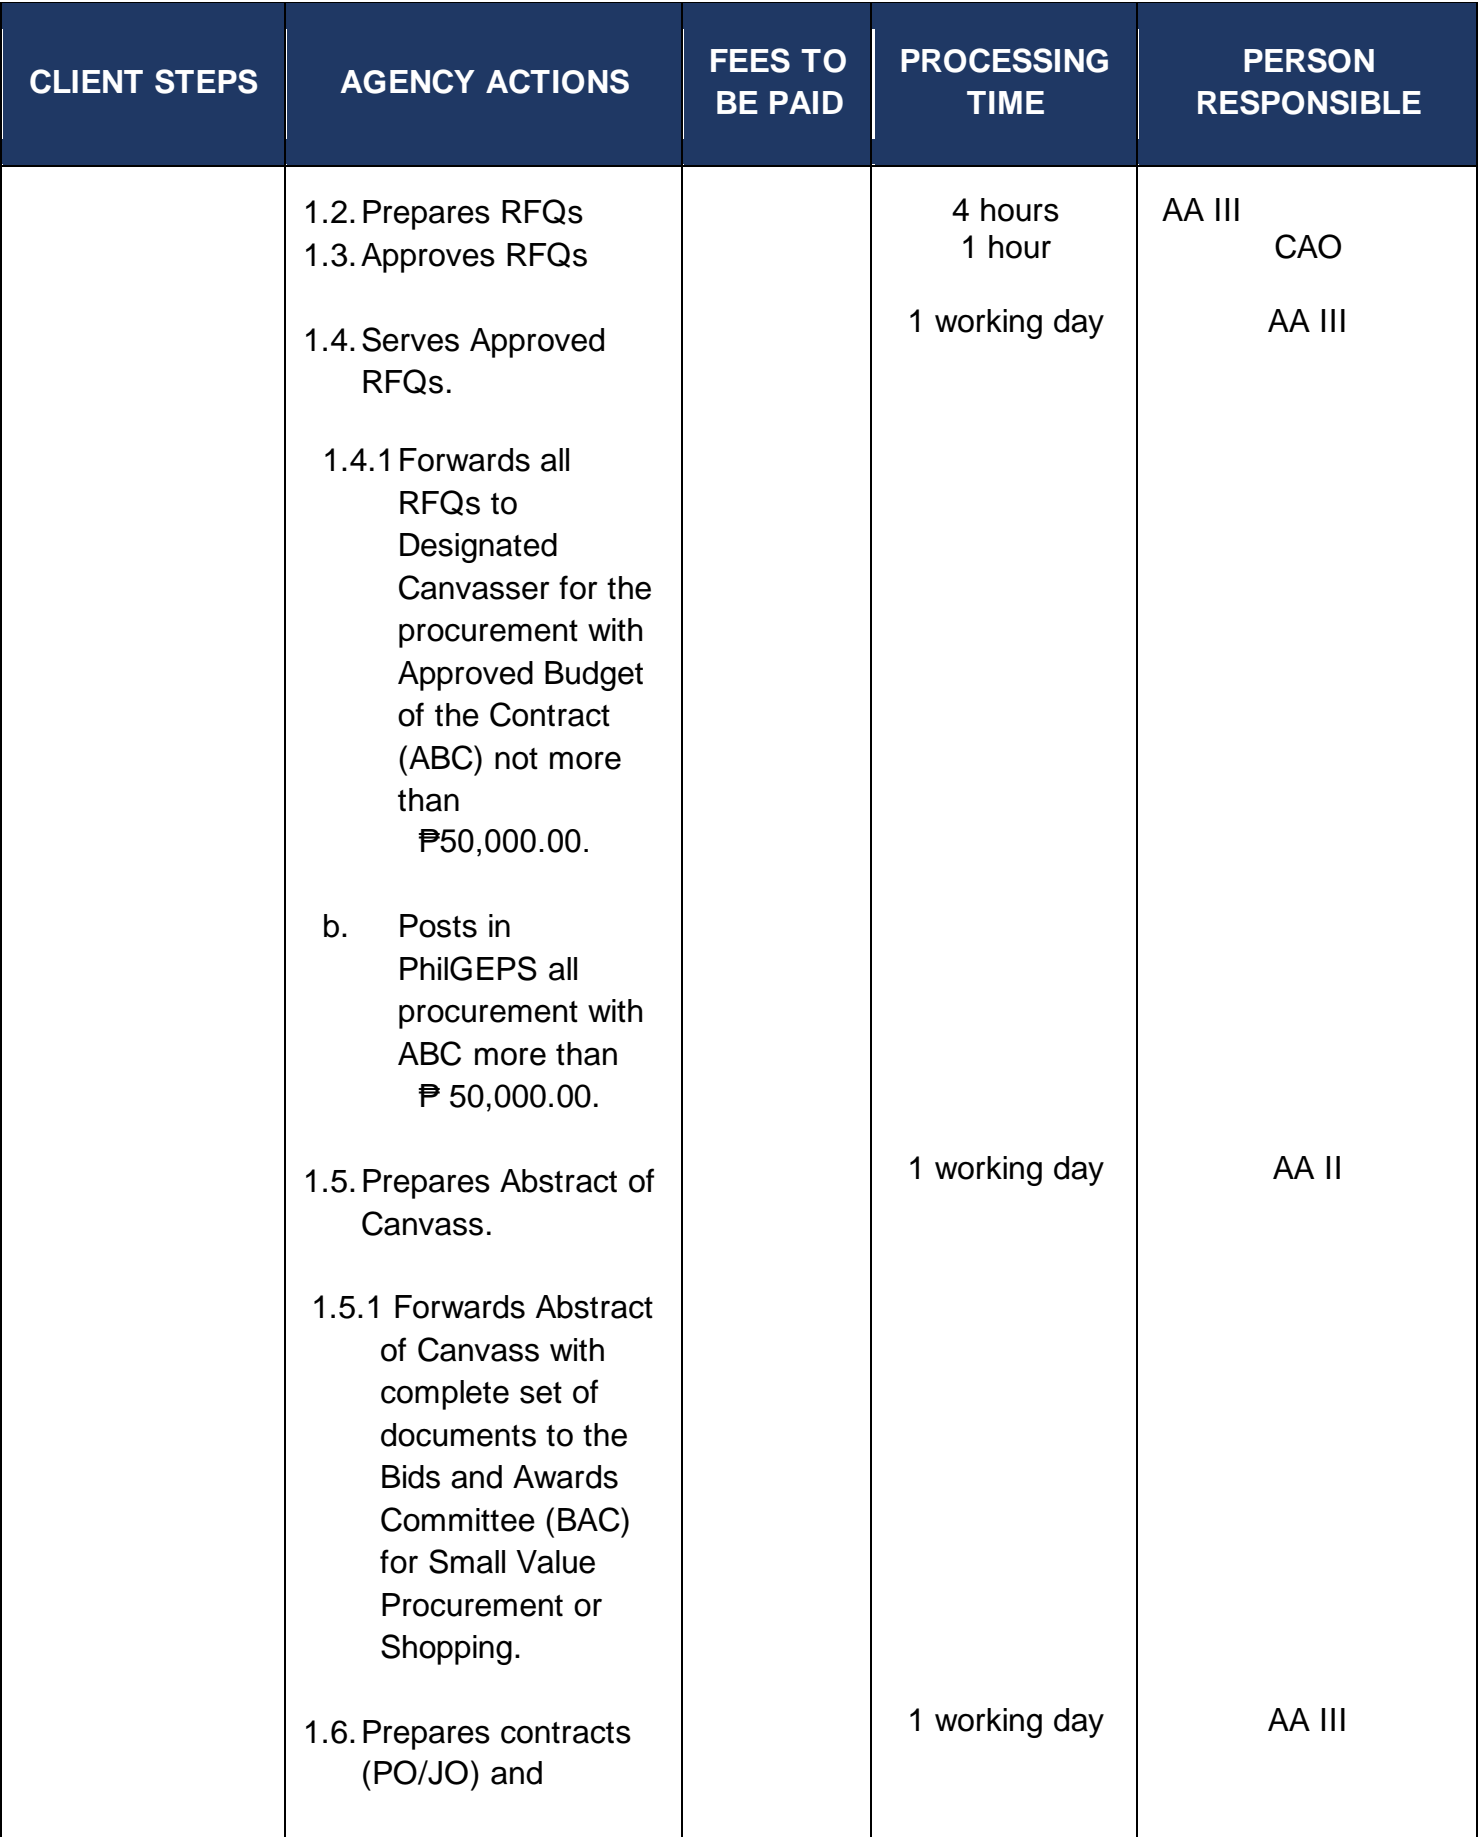 CLIENT STEPS AGENCY ACTIONS FEES TO BE PAID PROCESSING TIME PERSON RESPONSIBLE
1.2. Prepares RFQs 4 hours AA III
1.3. Approves RFQs 1 hour CAO
1.4. Serves Approved 1 working day AA III
RFQs.
1.4.1 Forwards all
RFQs to
Designated
Canvasser for the
procurement with
Approved Budget
of the Contract
(ABC) not more
than
₱50,000.00.
b. Posts in
PhilGEPS all
procurement with
ABC more than
₱ 50,000.00.
1.5. Prepares Abstract of 1 working day AA II
Canvass.
1.5.1 Forwards Abstract
of Canvass with
complete set of
documents to the
Bids and Awards
Committee (BAC)
for Small Value
Procurement or
Shopping.
1.6. Prepares contracts 1 working day AA III
(PO/JO) and